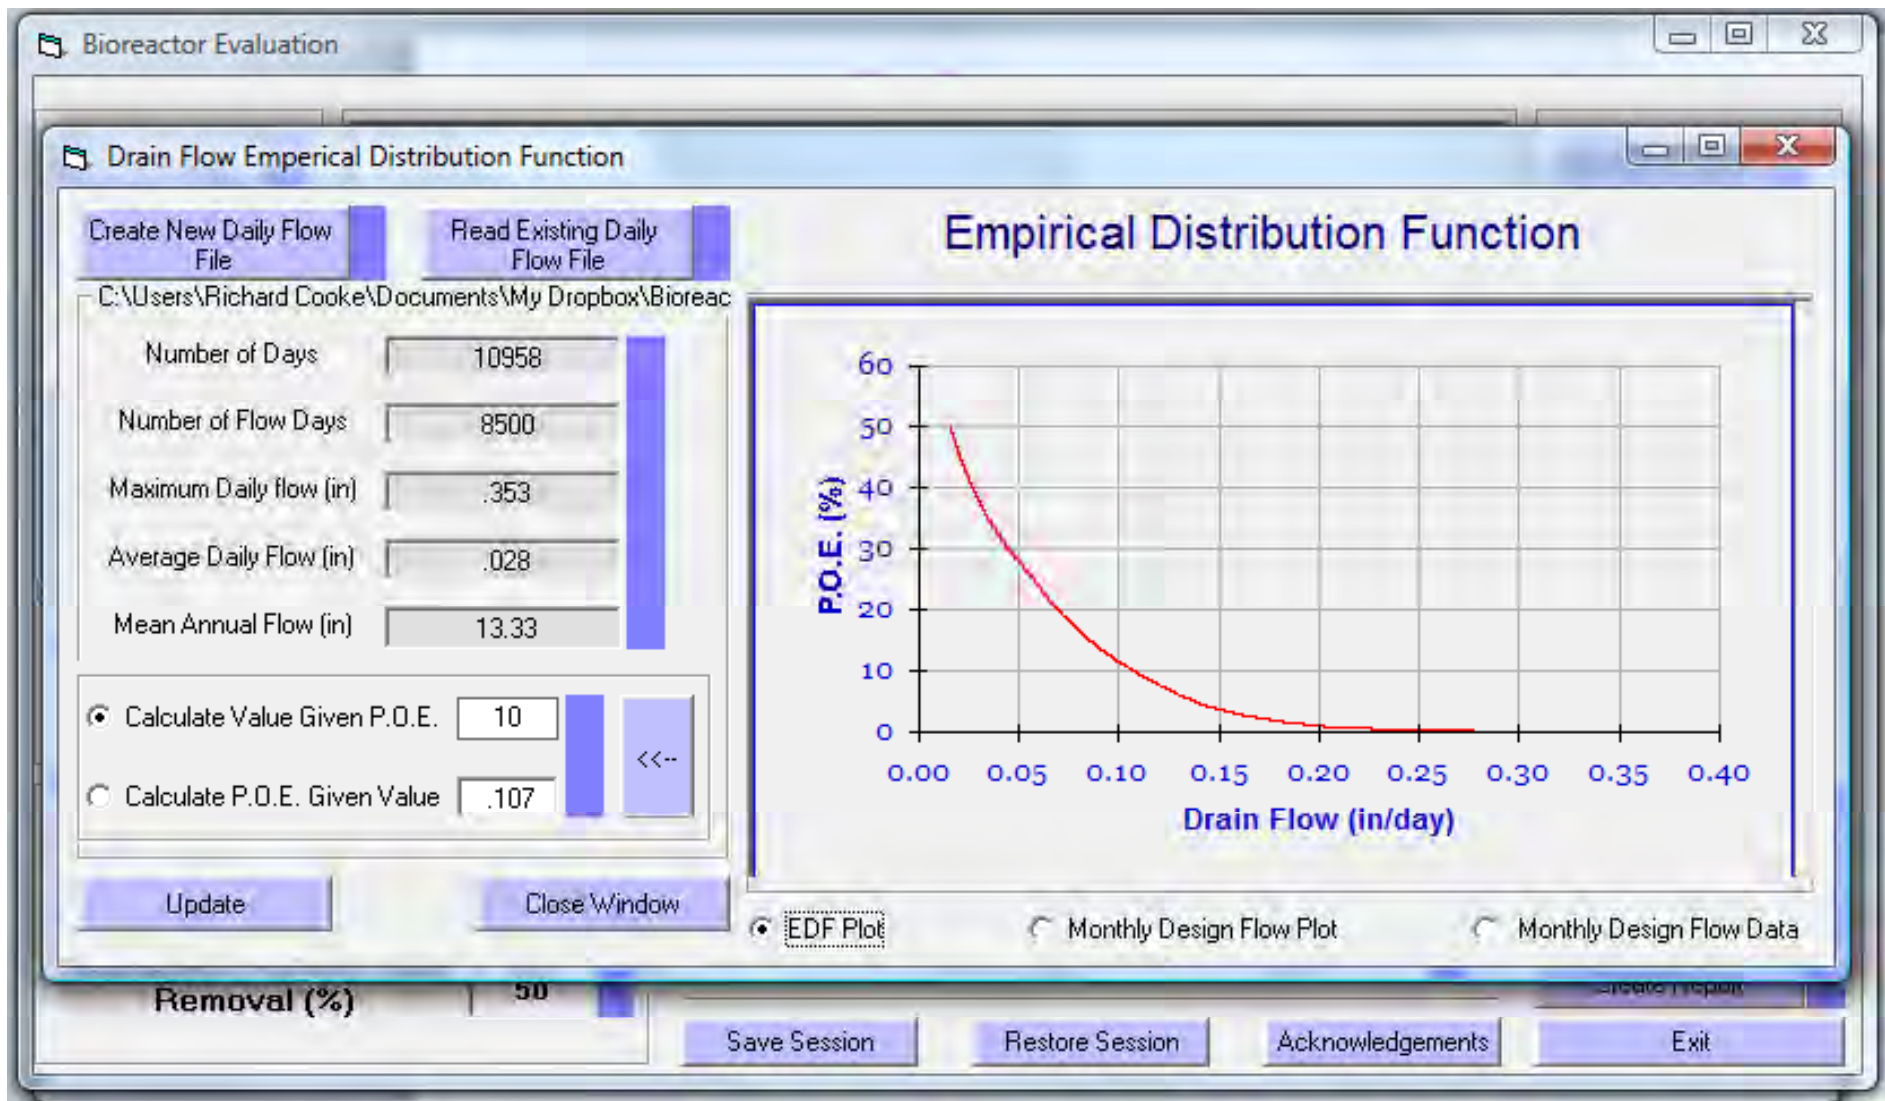 Bioreactor Evaluation
Drain Flow Emperical Distribution Function
Create New Daily Flow
File
Read Existing Daily
Flow File
C:\Users\Richard Cooke\Documents\My Dropbox\Bioreac
Number of Days 10958
Number of Flow Days 8500
Maximum Daily flow (in) .353
Average Daily Flow (in) .028
Mean Annual Flow (in) 13.33
Calculate Value Given P.O.E. 10
Calculate P.O.E. Given Value .107
<<--
Update
Close Window
Empirical Distribution Function
60
50
40
30
20
10
0
P.O.E. (%)
0.00 0.05 0.10 0.15 0.20 0.25 0.30 0.35 0.40
Drain Flow (in/day)
EDF Plot
Monthly Design Flow Plot
Monthly Design Flow Data
Removal (%) 50
Create Report
Save Session
Restore Session
Acknowledgements
Exit